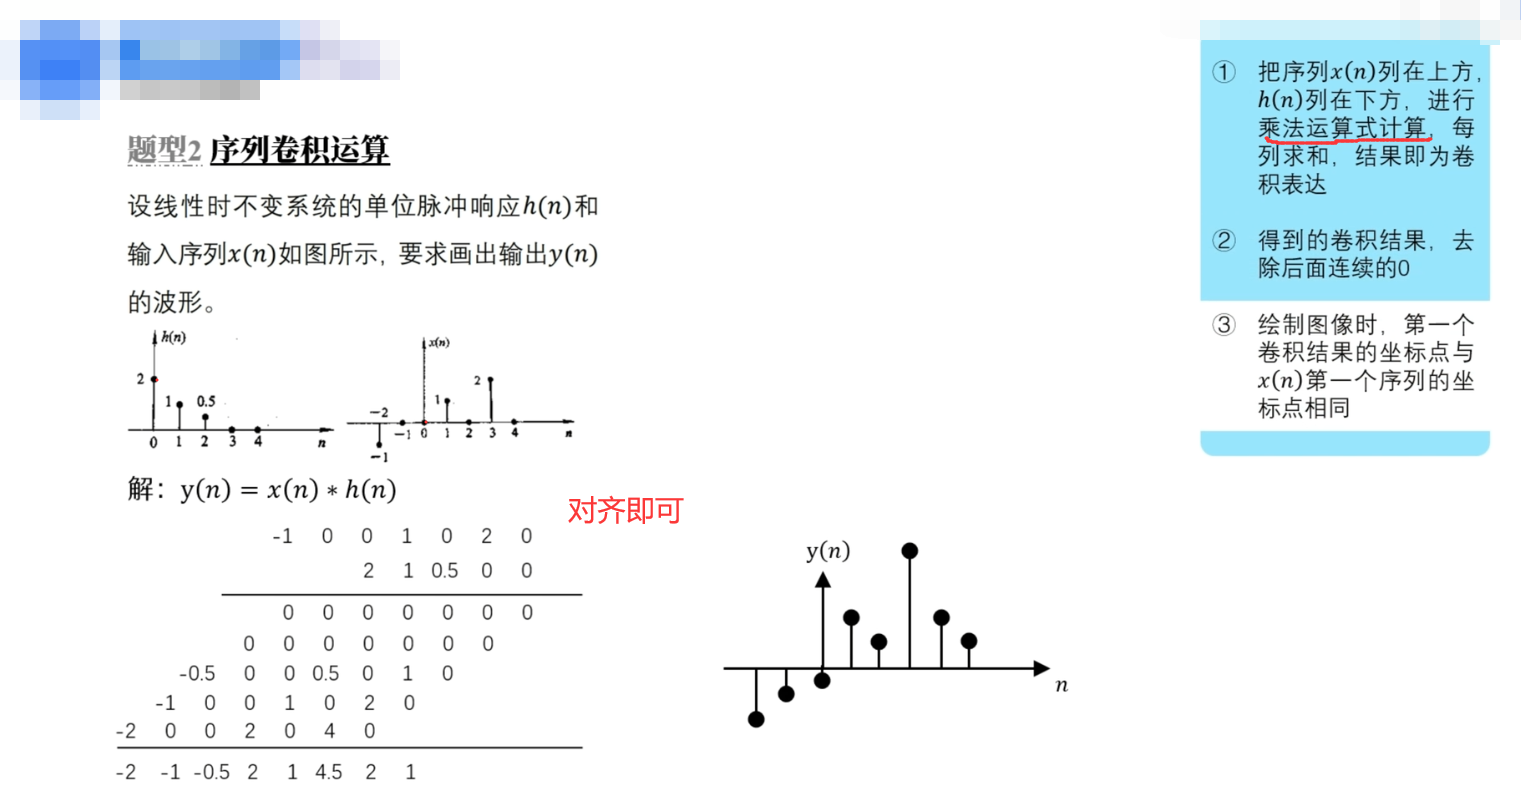 题型2 序列卷积运算
设线性时不变系统的单位脉冲响应h(n)和
输入序列x(n)如图所示，要求画出输出y(n)
的波形。
h(n)
2
1
0.5
0 1 2 3 4 n
x(n)
2
1
-2
-1 0 1 2 3 4 n
-1
解：y(n) = x(n) ∗ h(n)
对齐即可
-1 0 0 1 0 2 0
2 1 0.5 0 0
0 0 0 0 0 0 0
0 0 0 0 0 0 0
-0.5 0 0 0.5 0 1 0
-1 0 0 1 0 2 0
-2 0 0 2 0 4 0
-2 -1 -0.5 2 1 4.5 2 1
y(n)
n
① 把序列x(n)列在上方，
h(n)列在下方，进行
乘法运算式计算，每
列求和，结果即为卷
积表达
② 得到的卷积结果，去
除后面连续的0
③ 绘制图像时，第一个
卷积结果的坐标点与
x(n)第一个序列的坐
标点相同